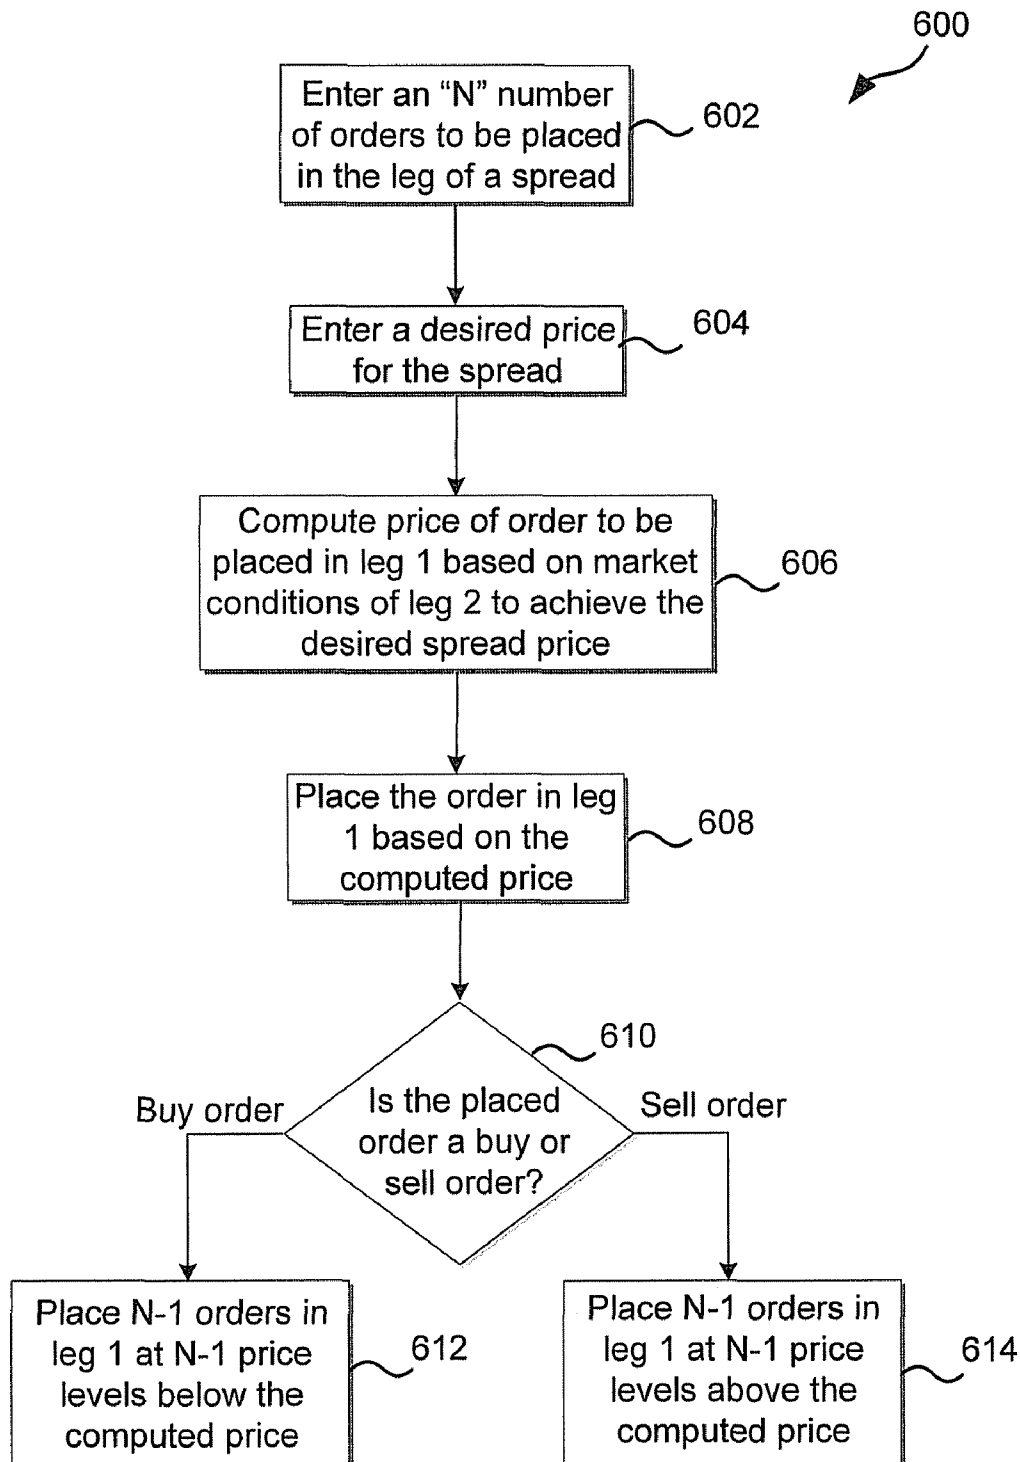 600
Enter an “N” number
of orders to be placed
in the leg of a spread
602
Enter a desired price
for the spread
604
Compute price of order to be
placed in leg 1 based on market
conditions of leg 2 to achieve the
desired spread price
606
Place the order in leg
1 based on the
computed price
608
610
Is the placed
order a buy or
sell order?
Buy order
Sell order
Place N-1 orders in
leg 1 at N-1 price
levels below the
computed price
612
Place N-1 orders in
leg 1 at N-1 price
levels above the
computed price
614